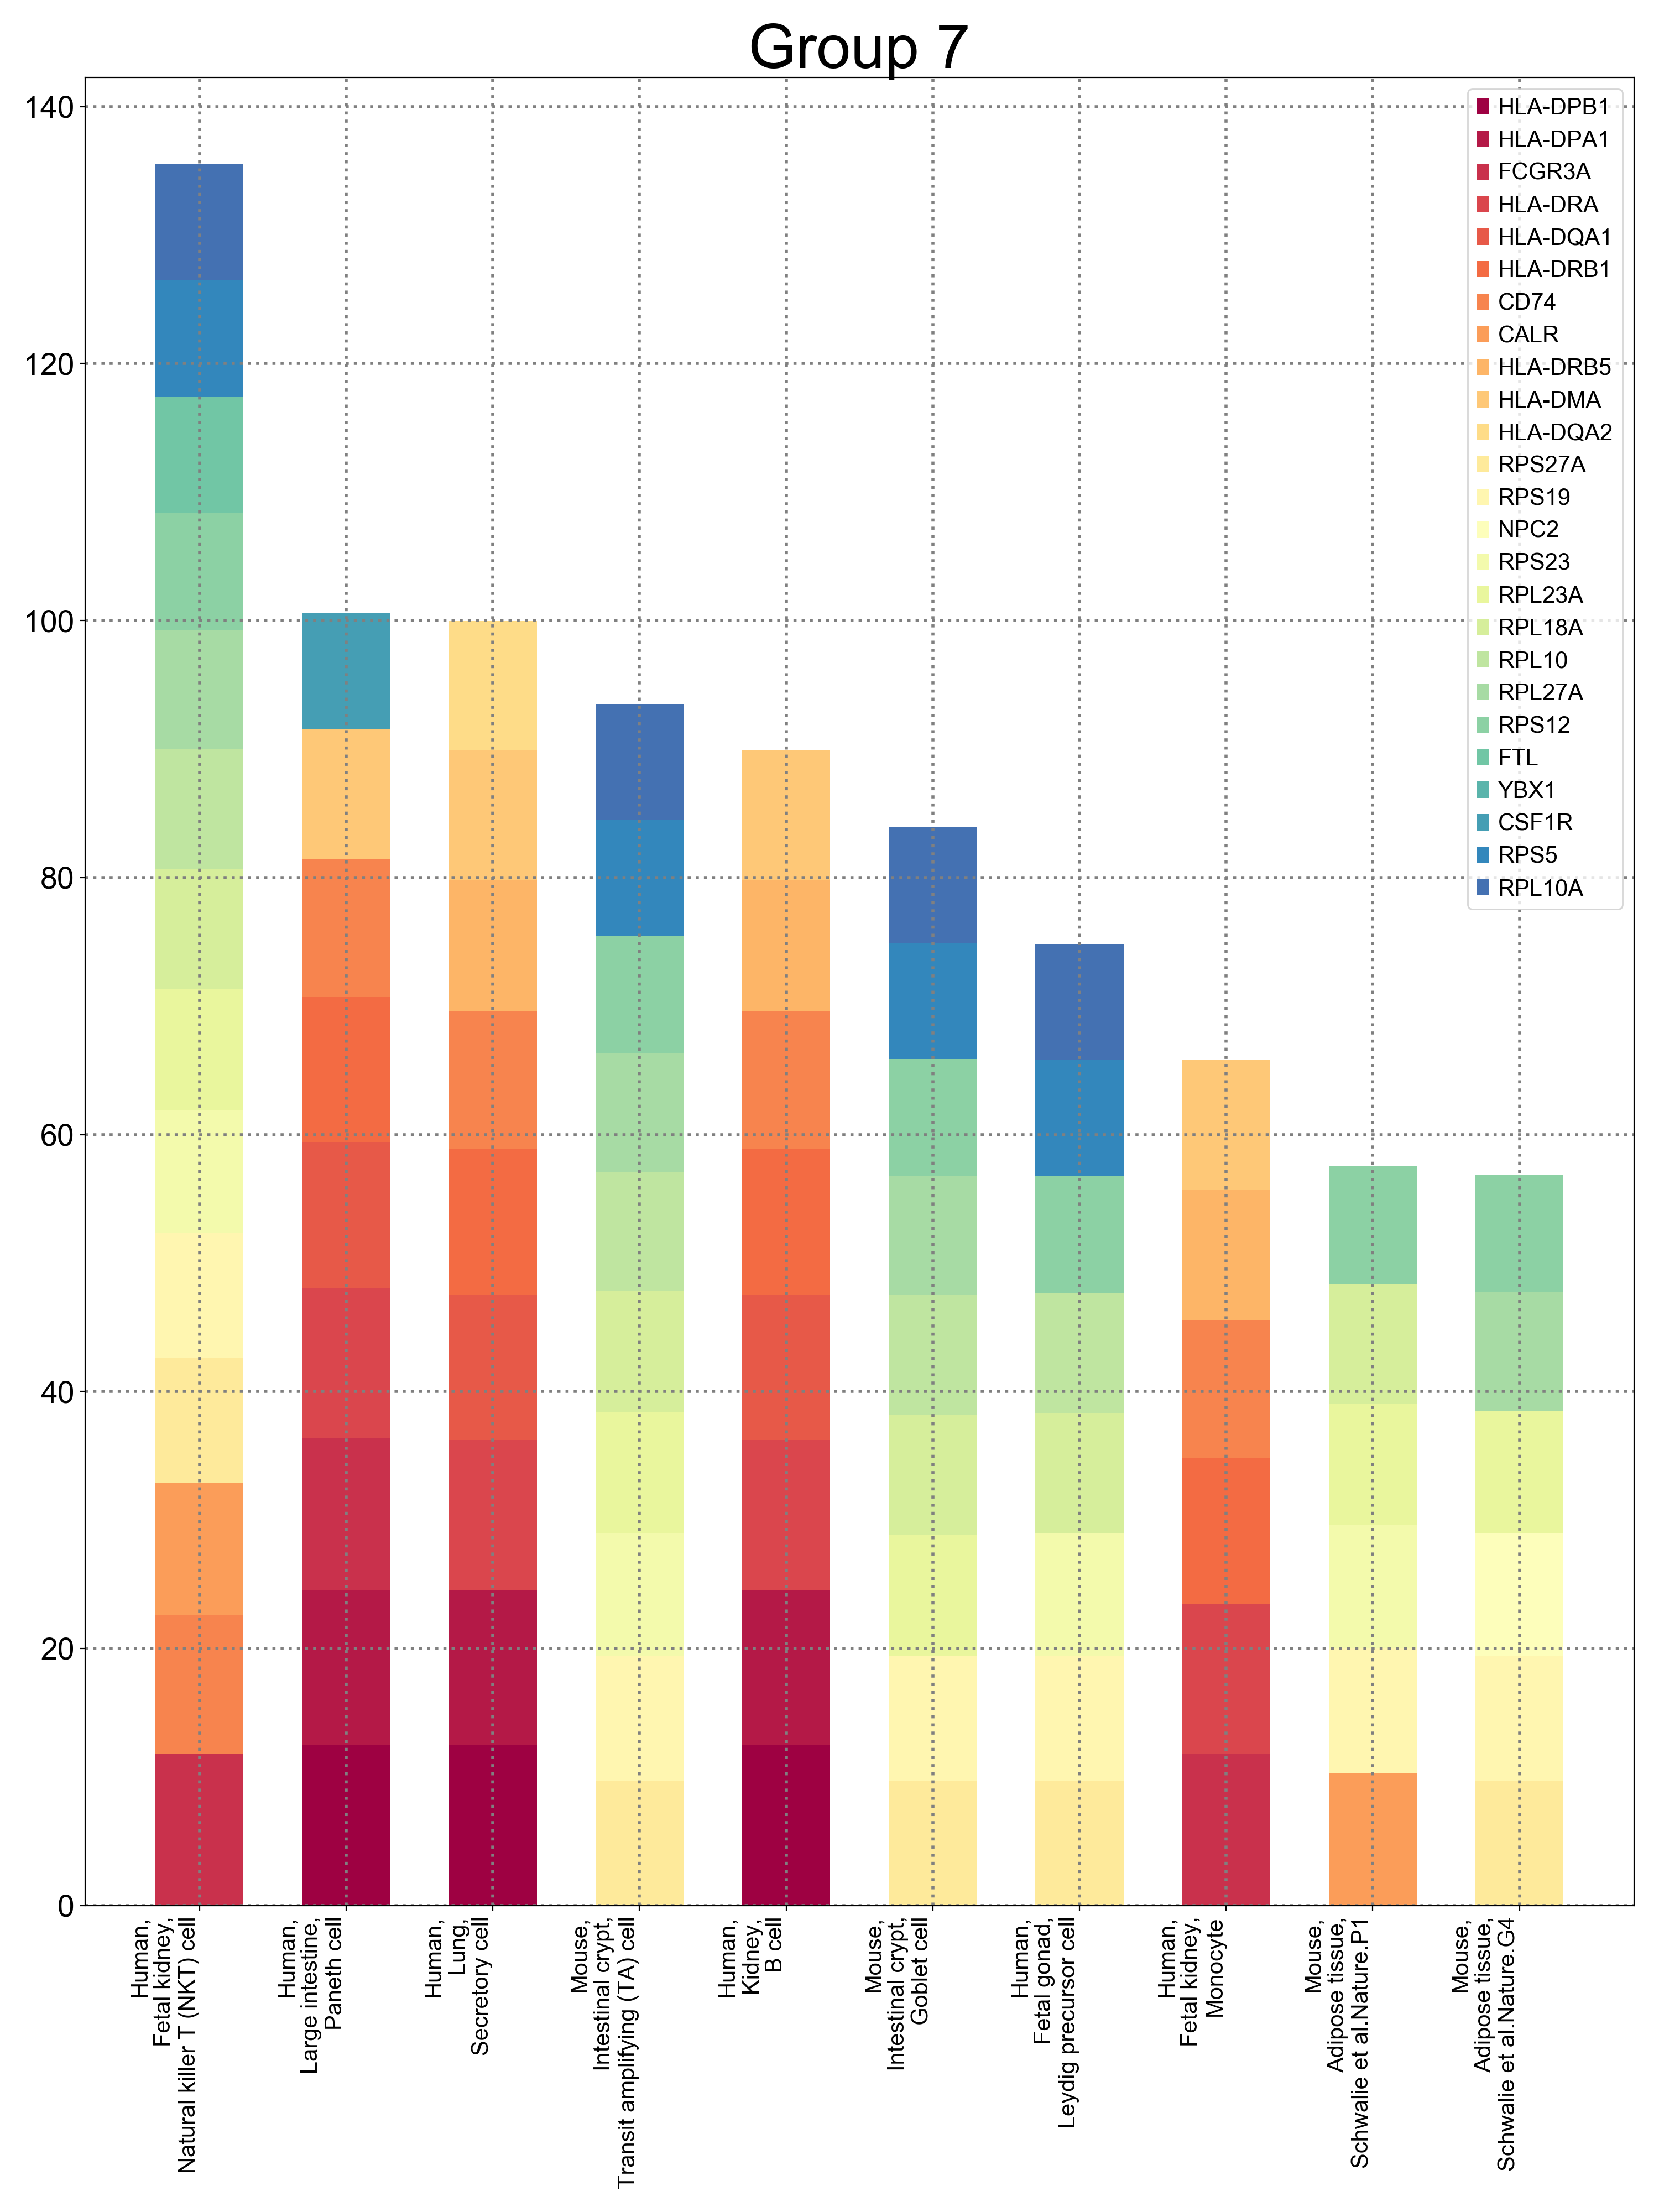 Group 7
140
120
100
80
60
40
20
0
HLA-DPB1
HLA-DPA1
FCGR3A
HLA-DRA
HLA-DQA1
HLA-DRB1
CD74
CALR
HLA-DRB5
HLA-DMA
HLA-DQA2
RPS27A
RPS19
NPC2
RPS23
RPL23A
RPL18A
RPL10
RPL27A
RPS12
FTL
YBX1
CSF1R
RPS5
RPL10A
Human,
Fetal kidney,
Natural killer T (NKT) cell
Human,
Large intestine,
Paneth cell
Human,
Lung,
Secretory cell
Mouse,
Intestinal crypt,
Transit amplifying (TA) cell
Human,
Kidney,
B cell
Mouse,
Intestinal crypt,
Goblet cell
Human,
Fetal gonad,
Leydig precursor cell
Human,
Fetal kidney,
Monocyte
Mouse,
Adipose tissue,
Schwalie et al.Nature.P1
Mouse,
Adipose tissue,
Schwalie et al.Nature.G4